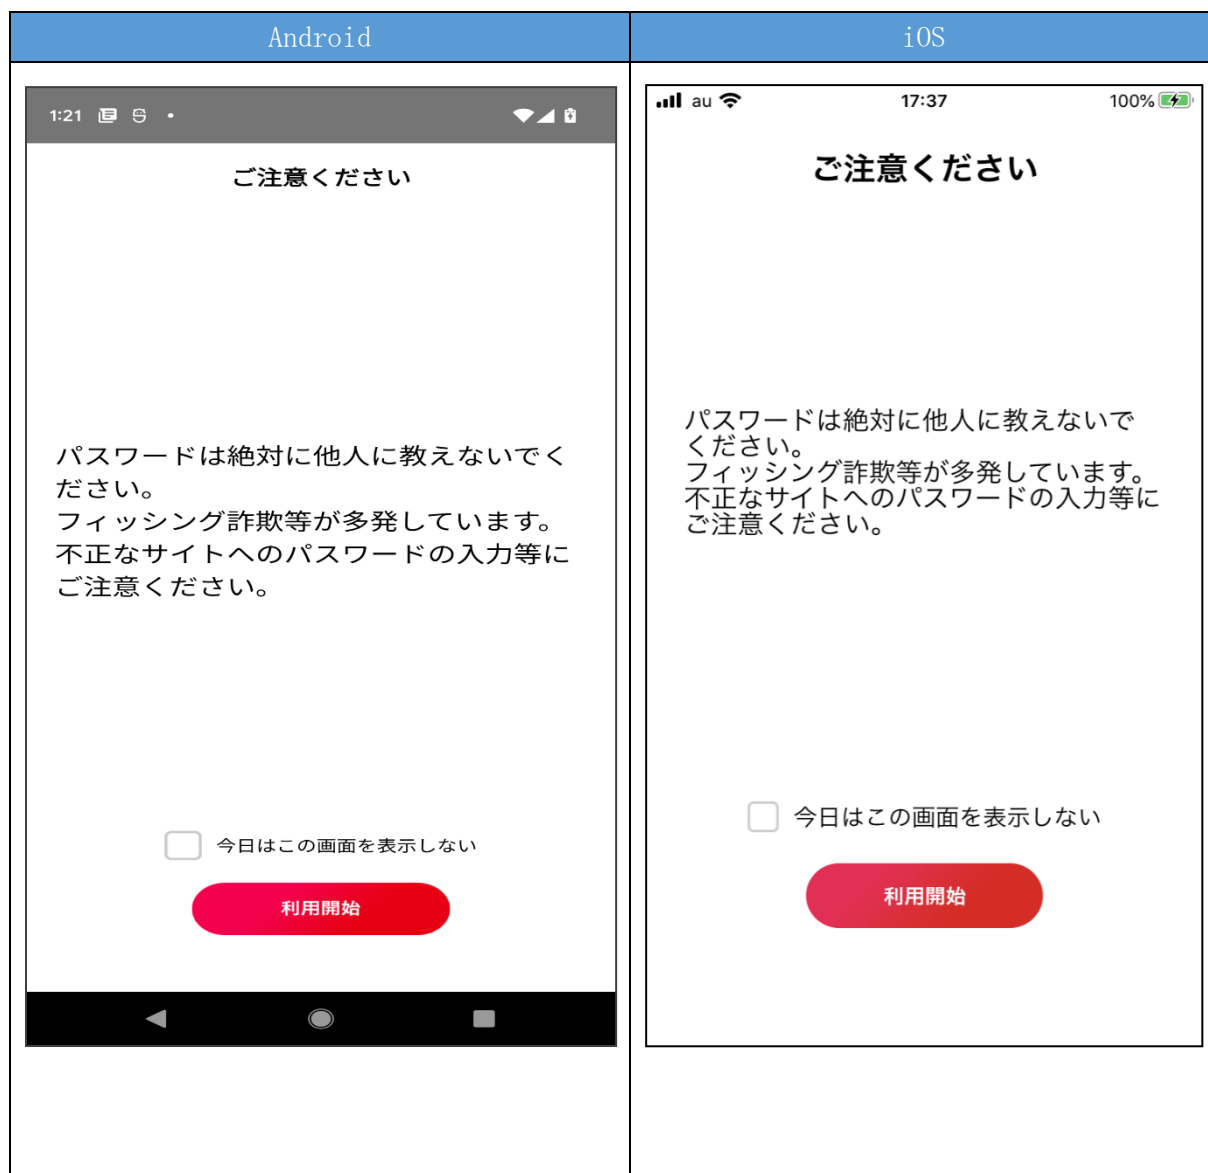 Android
iOS
1:21
ご注意ください
パスワードは絶対に他人に教えないでく
ださい。
フィッシング詐欺等が多発しています。
不正なサイトへのパスワードの入力等に
ご注意ください。
今日はこの画面を表示しない
利用開始
au 17:37 100%
ご注意ください
パスワードは絶対に他人に教えないで
ください。
フィッシング詐欺等が多発しています。
不正なサイトへのパスワードの入力等に
ご注意ください。
今日はこの画面を表示しない
利用開始